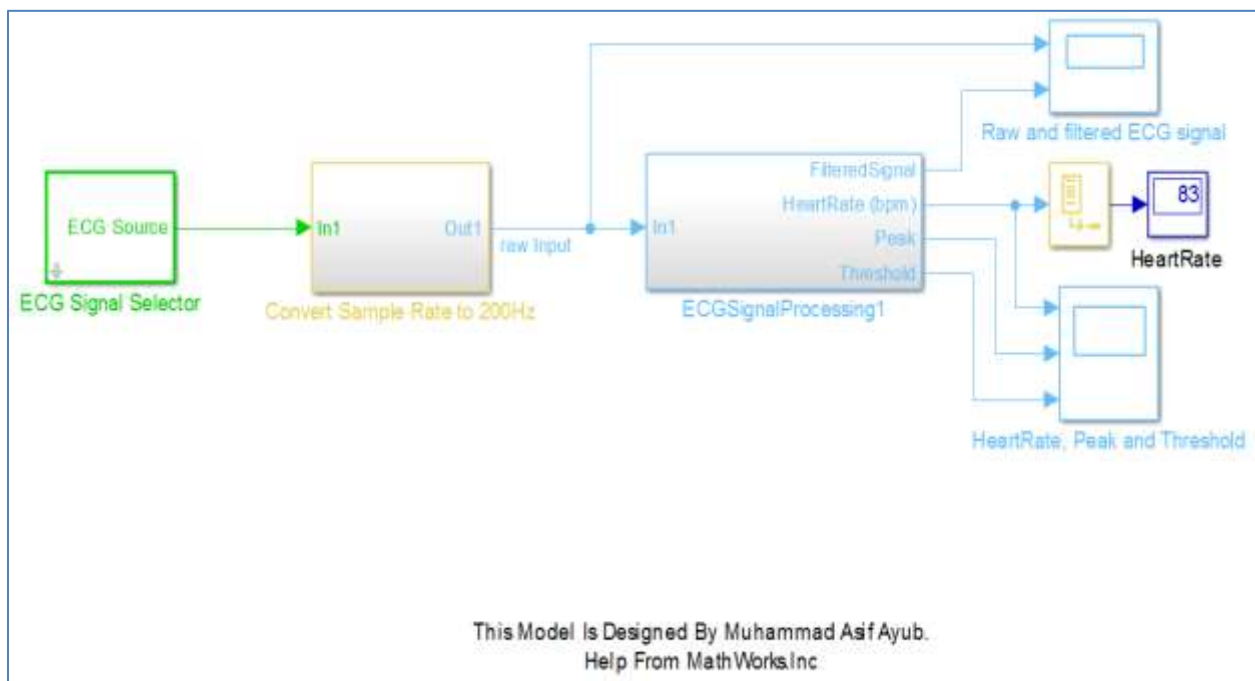 Raw and filtered ECG signal
ECG Source
ECG Signal Selector
In1
Out1
Convert Sample Rate to 200Hz
raw Input
In1
FilteredSignal
HeartRate (bpm)
Peak
Threshold
ECGSignalProcessing1
83
HeartRate
HeartRate, Peak and Threshold
This Model Is Designed By Muhammad Asif Ayub.
Help From MathWorks.Inc